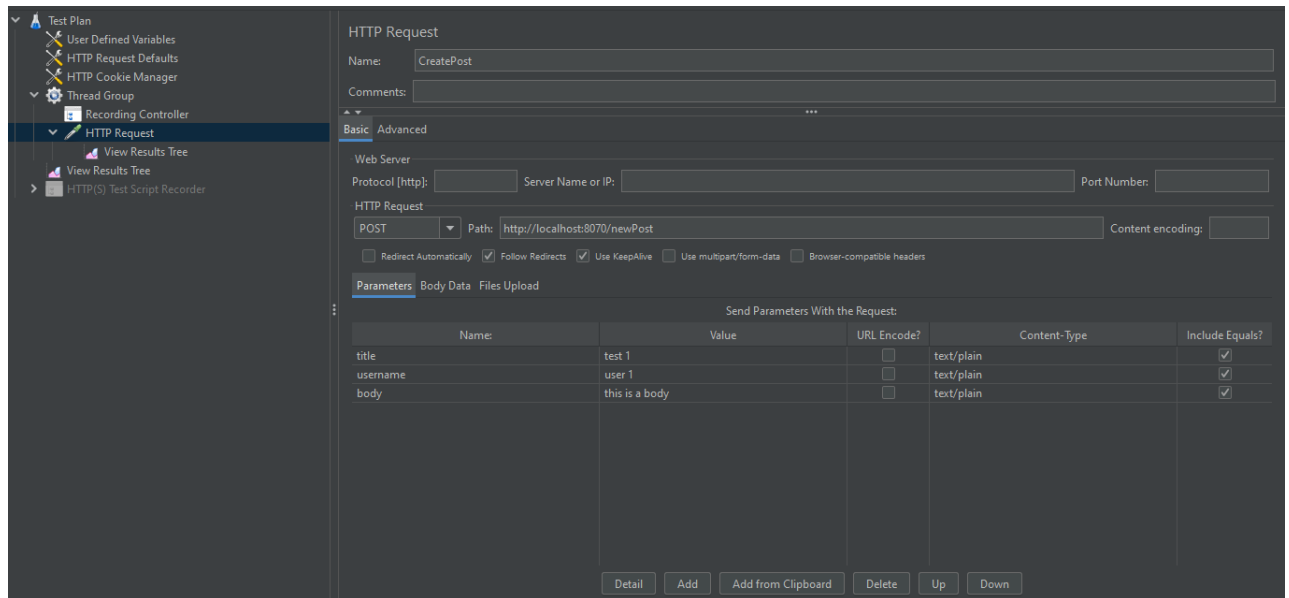 Test Plan
User Defined Variables
HTTP Request Defaults
HTTP Cookie Manager
Thread Group
Recording Controller
HTTP Request
View Results Tree
View Results Tree
HTTP(S) Test Script Recorder
HTTP Request
Name: CreatePost
Comments:
Basic Advanced
Web Server
Protocol [http]: Server Name or IP: Port Number:
HTTP Request
POST Path: http://localhost:8070/newPost Content encoding:
Redirect Automatically Follow Redirects Use KeepAlive Use multipart/form-data Browser-compatible headers
Parameters Body Data Files Upload
Send Parameters With the Request:
Name: Value URL Encode? Content-Type Include Equals?
title test 1 text/plain
username user 1 text/plain
body this is a body text/plain
Detail Add Add from Clipboard Delete Up Down